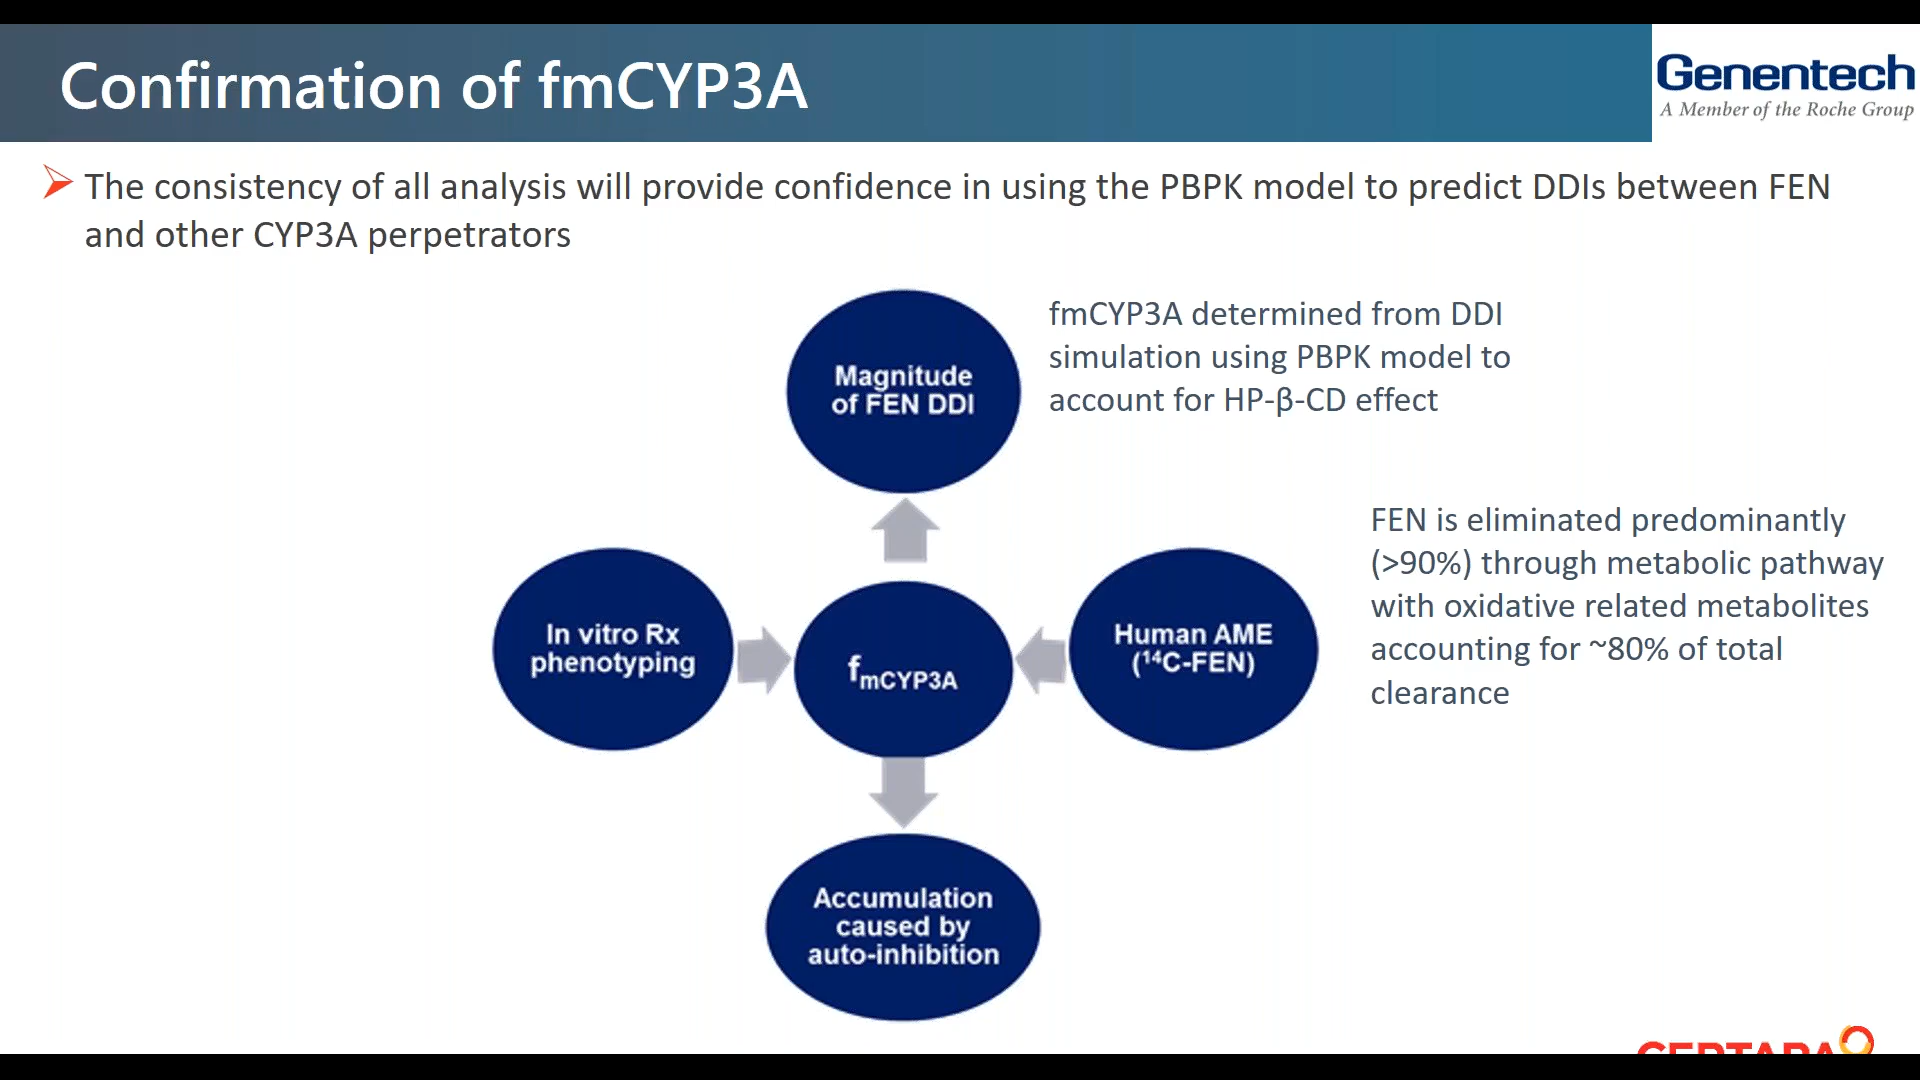 Confirmation of fmCYP3A
Genentech
A Member of the Roche Group
The consistency of all analysis will provide confidence in using the PBPK model to predict DDIs between FEN
and other CYP3A perpetrators
Magnitude
of FEN DDI
fmCYP3A determined from DDI
simulation using PBPK model to
account for HP-β-CD effect
In vitro Rx
phenotyping
fmCYP3A
Human AME
(¹⁴C-FEN)
FEN is eliminated predominantly
(>90%) through metabolic pathway
with oxidative related metabolites
accounting for ~80% of total
clearance
Accumulation
caused by
auto-inhibition
CERTARA